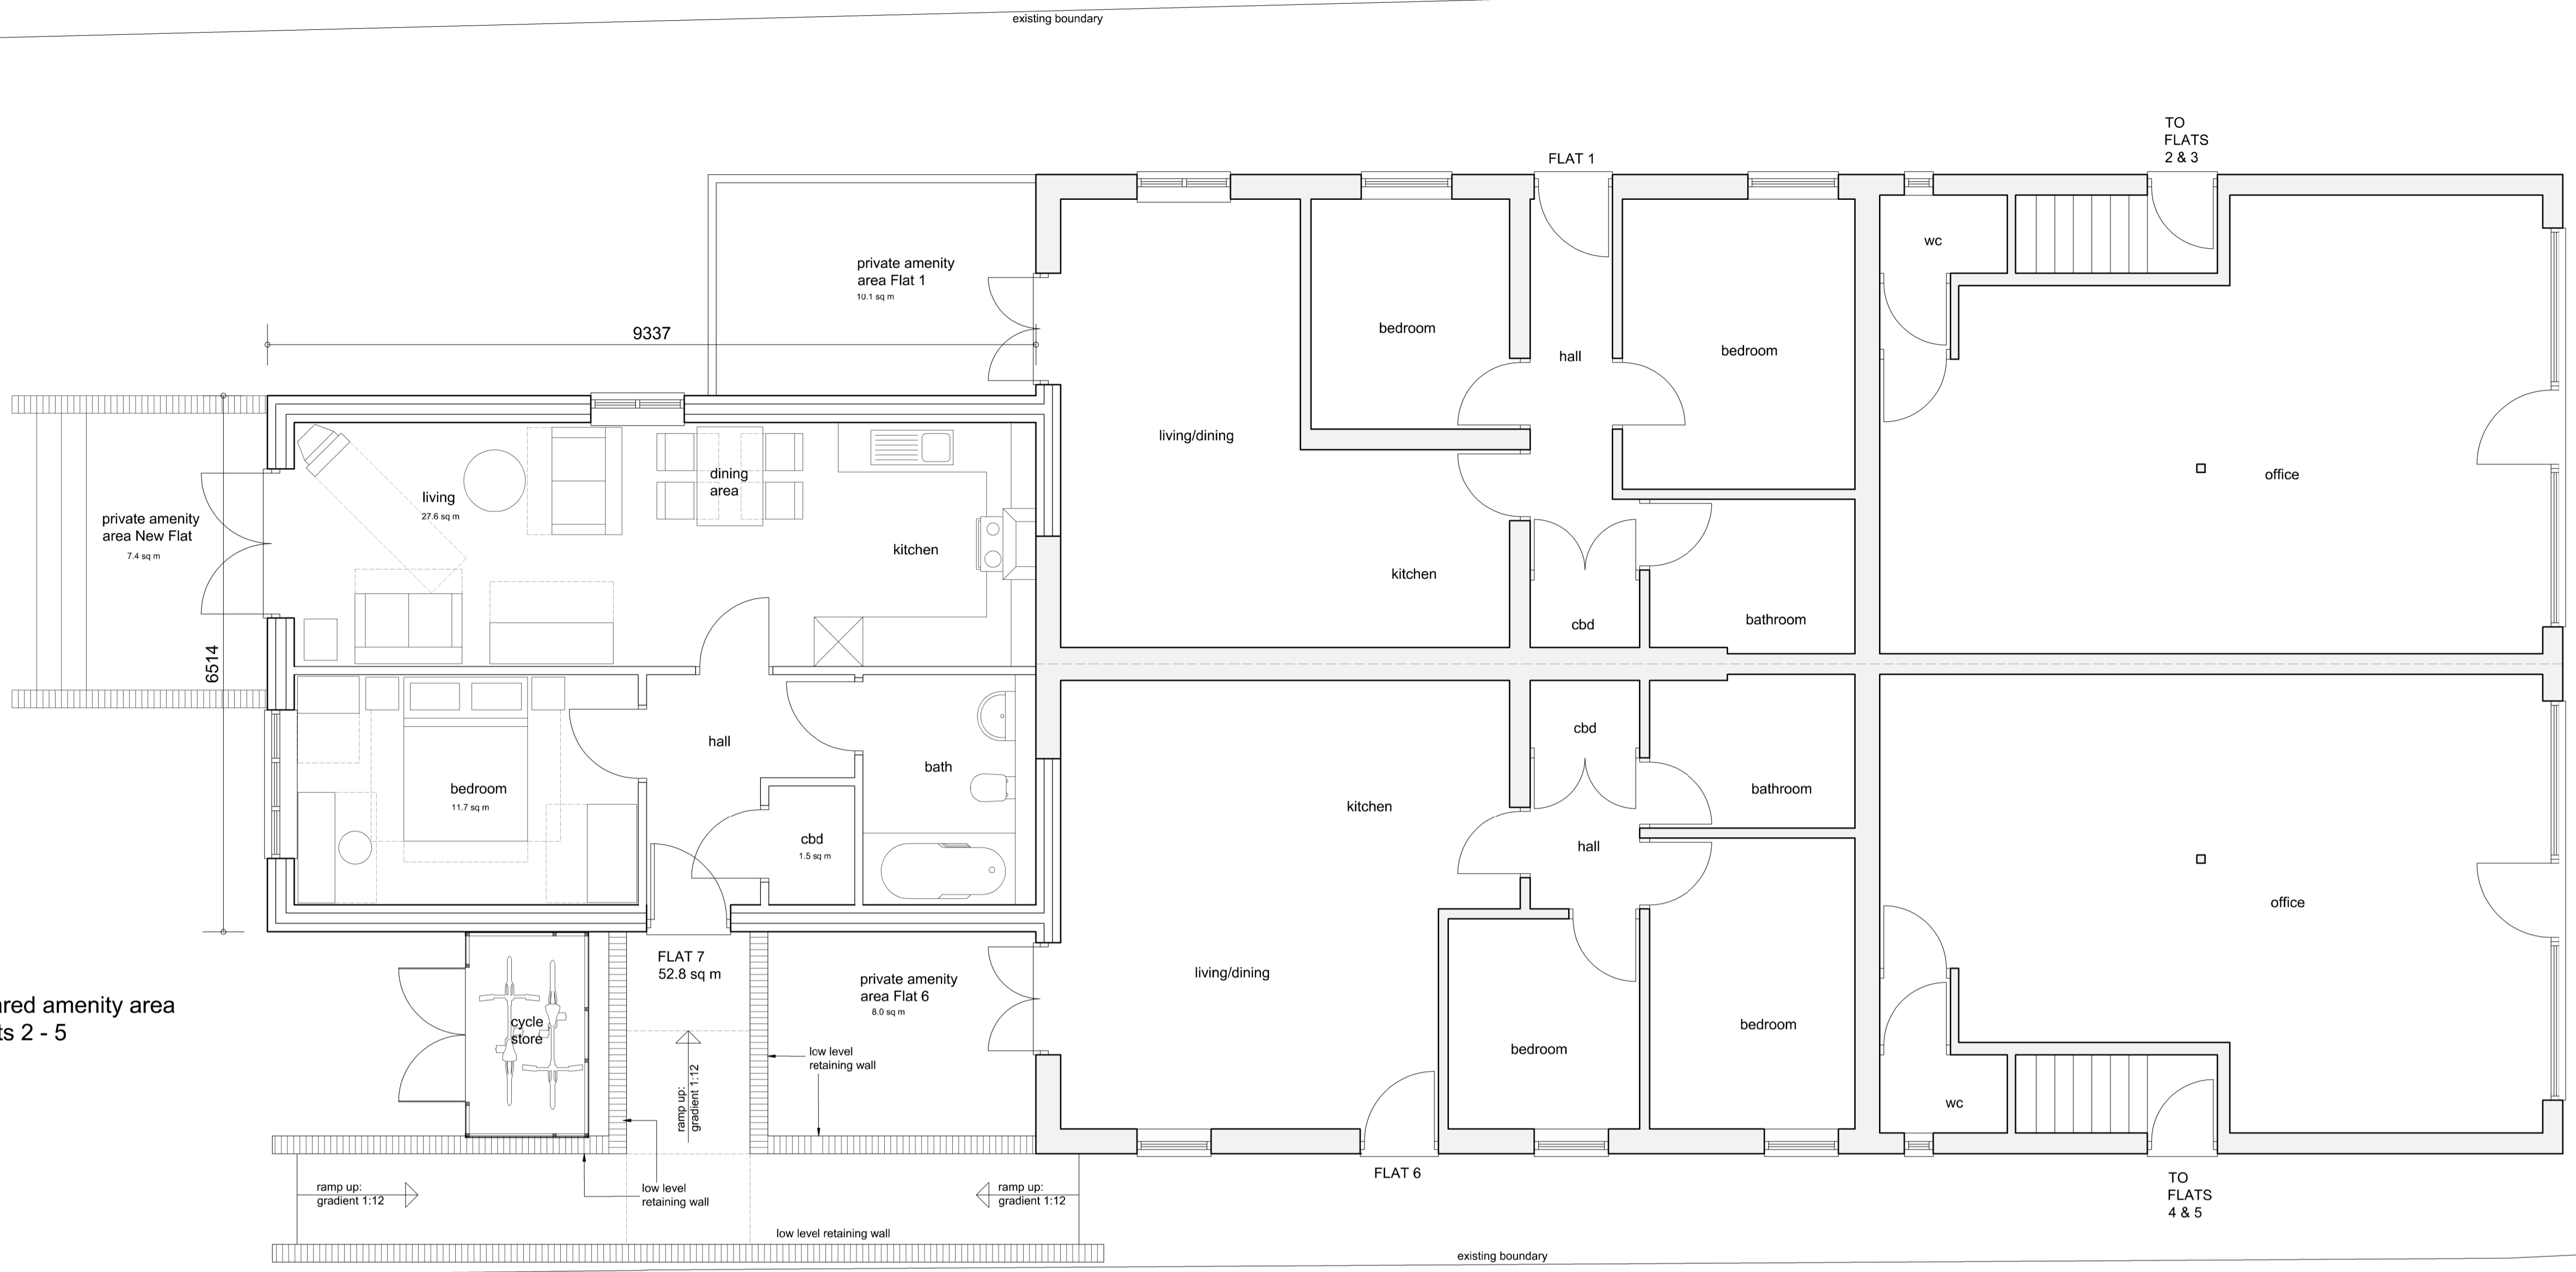 existing boundary
TO
FLATS
2 & 3
FLAT 1
wc
private amenity
area Flat 1
10.1 sq m
9337
bedroom
hall
bedroom
living/dining
office
dining
area
living
27.6 sq m
kitchen
private amenity
area New Flat
7.4 sq m
kitchen
cbd
bathroom
6514
hall
cbd
bath
bedroom
11.7 sq m
kitchen
bathroom
cbd
1.5 sq m
hall
office
FLAT 7
52.8 sq m
private amenity
area Flat 6
8.0 sq m
living/dining
ared amenity area
ts 2 - 5
cycle
store
bedroom
bedroom
low level
retaining wall
ramp up:
gradient 1:12
wc
FLAT 6
TO
FLATS
4 & 5
ramp up:
gradient 1:12
low level
retaining wall
ramp up:
gradient 1:12
low level retaining wall
existing boundary